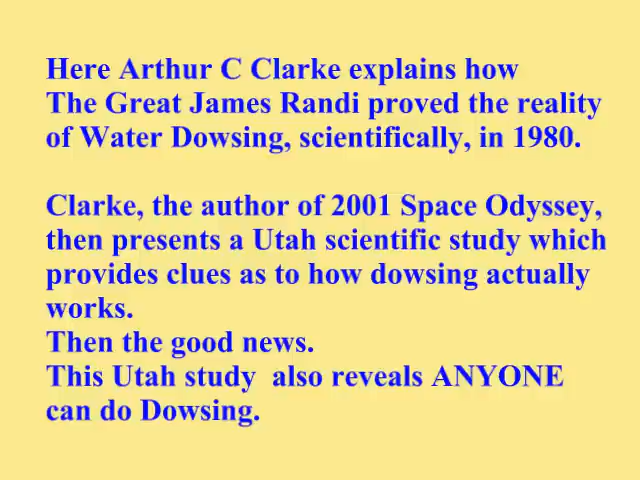 Here Arthur C Clarke explains how
The Great James Randi proved the reality
of Water Dowsing, scientifically, in 1980.
Clarke, the author of 2001 Space Odyssey,
then presents a Utah scientific study which
provides clues as to how dowsing actually
works.
Then the good news.
This Utah study  also reveals ANYONE
can do Dowsing.